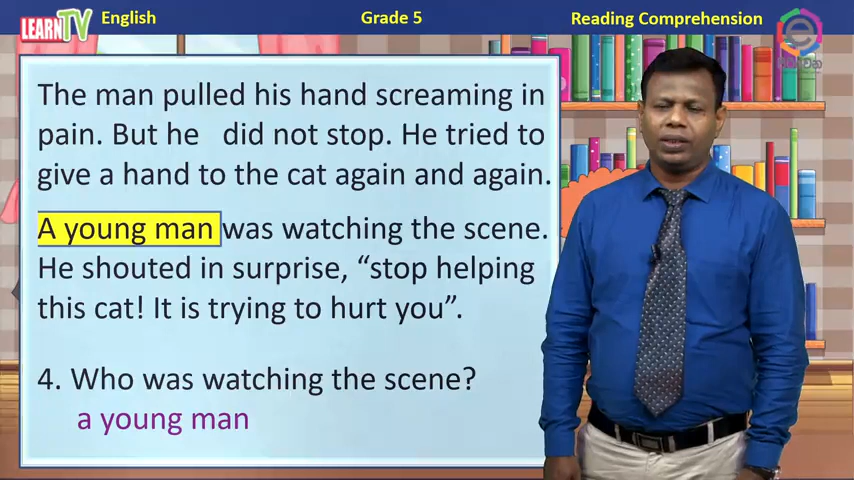 LEARN TV
English
Grade 5
Reading Comprehension
The man pulled his hand screaming in
pain. But he did not stop. He tried to
give a hand to the cat again and again.
A young man was watching the scene.
He shouted in surprise, “stop helping
this cat! It is trying to hurt you”.
4. Who was watching the scene?
a young man